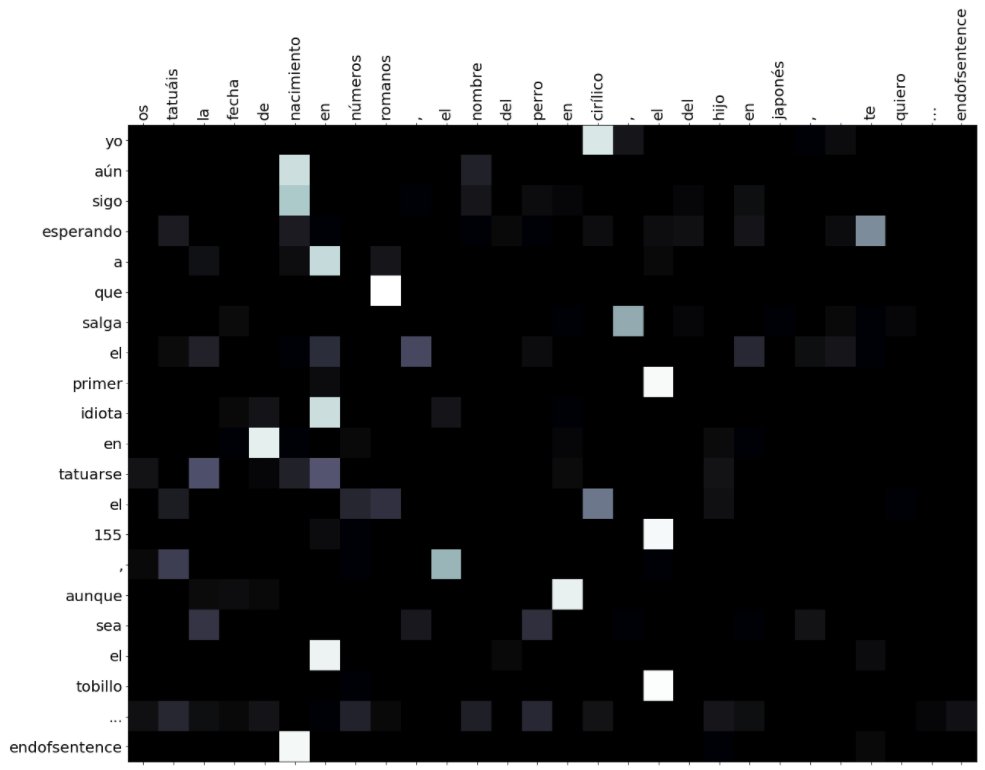 os
tatuáis
la
fecha
de
nacimiento
en
números
romanos
,
el
nombre
del
perro
en
cirílico
,
el
del
hijo
en
japonés
,
te
quiero
...
endofsentence
yo
aún
sigo
esperando
a
que
salga
el
primer
idiota
en
tatuarse
el
155
,
aunque
sea
el
tobillo
...
endofsentence